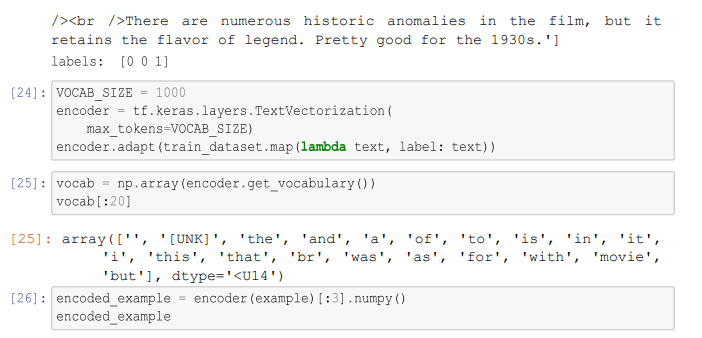 /><br />There are numerous historic anomalies in the film, but it
retains the flavor of legend. Pretty good for the 1930s.']
labels:  [0 0 1]
[24]: VOCAB_SIZE = 1000
encoder = tf.keras.layers.TextVectorization(
    max_tokens=VOCAB_SIZE)
encoder.adapt(train_dataset.map(lambda text, label: text))
[25]: vocab = np.array(encoder.get_vocabulary())
vocab[:20]
[25]: array(['', '[UNK]', 'the', 'and', 'a', 'of', 'to', 'is', 'in', 'it',
       'i', 'this', 'that', 'br', 'was', 'as', 'for', 'with', 'movie',
       'but'], dtype='<U14')
[26]: encoded_example = encoder(example)[:3].numpy()
encoded_example